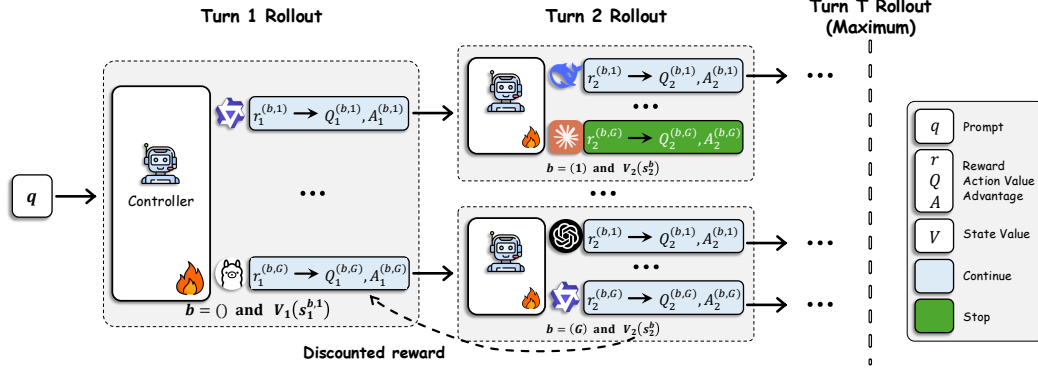 Turn 1 Rollout
Turn 2 Rollout
Turn T Rollout
(Maximum)
q
Controller
r_1^{(b,1)} → Q_1^{(b,1)}, A_1^{(b,1)}
...
r_1^{(b,G)} → Q_1^{(b,G)}, A_1^{(b,G)}
b = () and V_1(s_1^{b,1})
r_2^{(b,1)} → Q_2^{(b,1)}, A_2^{(b,1)}
...
r_2^{(b,G)} → Q_2^{(b,G)}, A_2^{(b,G)}
b = (1) and V_2(s_2^b)
...
r_2^{(b,1)} → Q_2^{(b,1)}, A_2^{(b,1)}
...
r_2^{(b,G)} → Q_2^{(b,G)}, A_2^{(b,G)}
b = (G) and V_2(s_2^b)
Discounted reward
...
...
...
q Prompt
r Reward
Q Action Value
A Advantage
V State Value
Continue
Stop